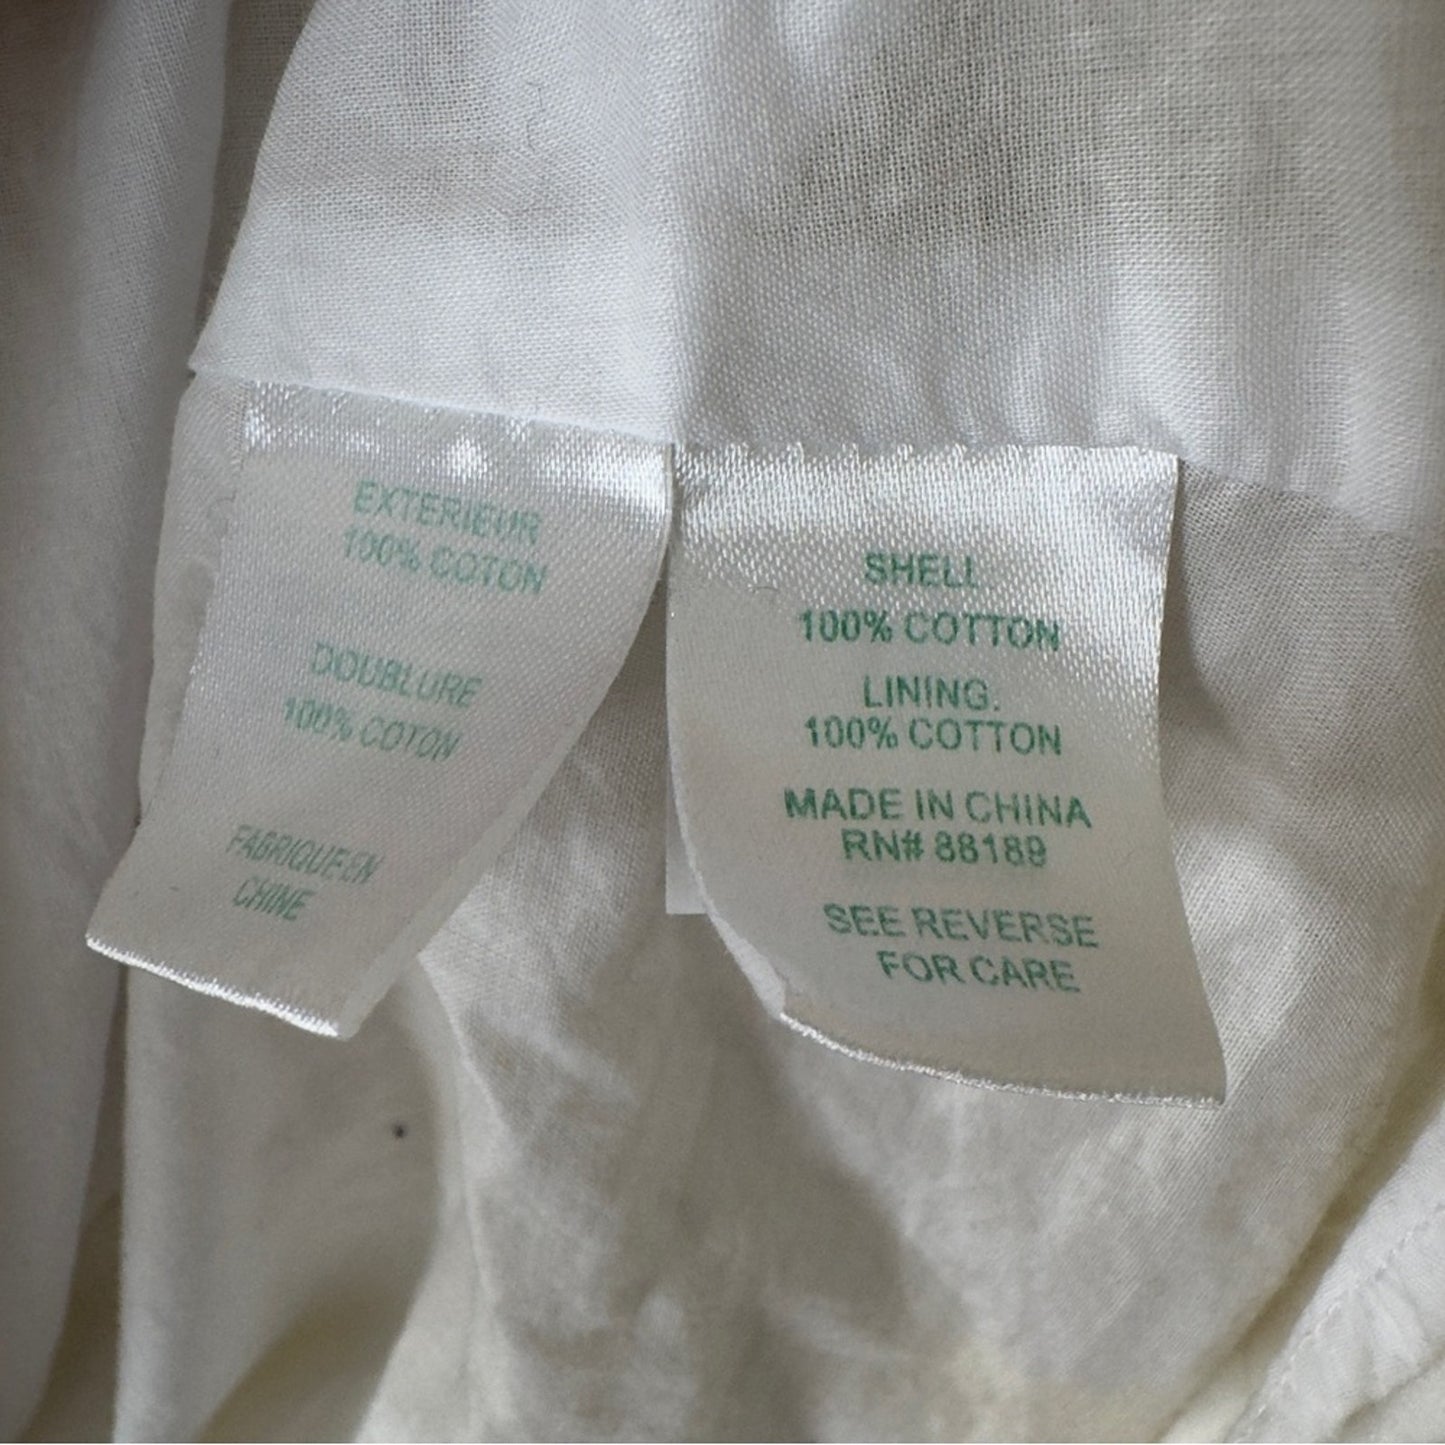 EXTERIEUR
100% COTON
DOUBLURE
100% COTON
FABRIQUE EN
CHINE
SHELL
100% COTTON
LINING.
100% COTTON
MADE IN CHINA
RN# 88189
SEE REVERSE
FOR CARE